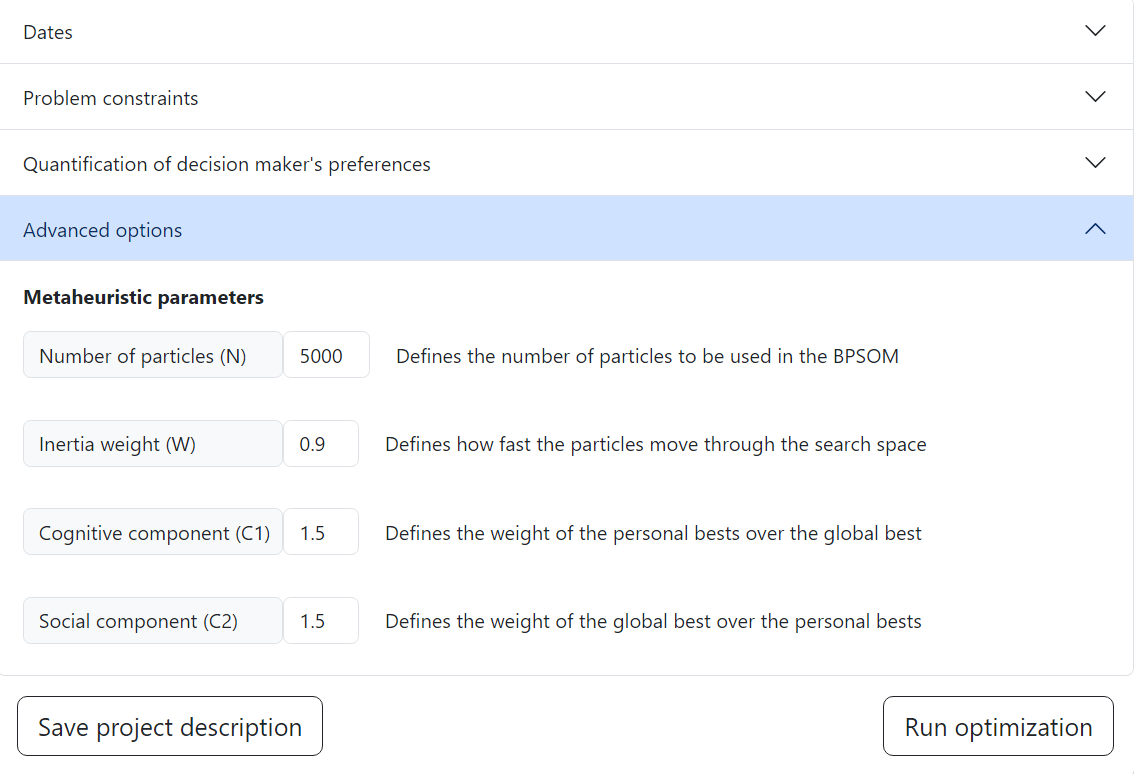 Dates
Problem constraints
Quantification of decision maker's preferences
Advanced options
Metaheuristic parameters
Number of particles (N) 5000 Defines the number of particles to be used in the BPSOM
Inertia weight (W) 0.9 Defines how fast the particles move through the search space
Cognitive component (C1) 1.5 Defines the weight of the personal bests over the global best
Social component (C2) 1.5 Defines the weight of the global best over the personal bests
Save project description Run optimization